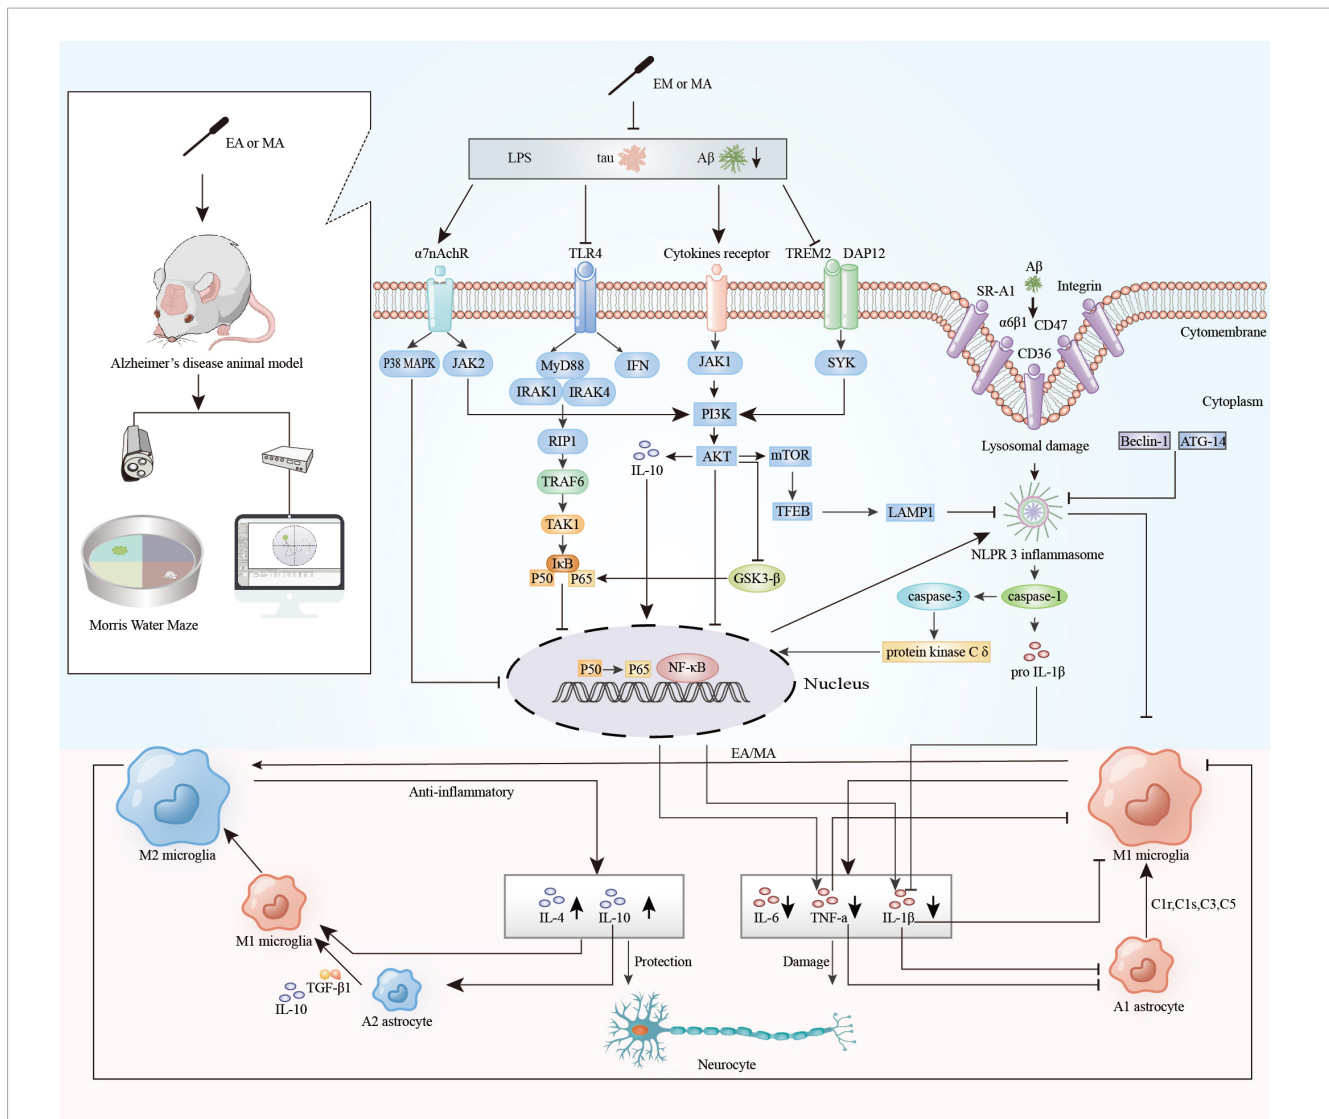 EM or MA
EA or MA
LPS
tau
Aβ
α7nAchR
TLR4
Cytokines receptor
TREM2
DAP12
Aβ
SR-A1
Integrin
α6β1
CD47
CD36
Cytomembrane
Alzheimer's disease animal model
P38 MAPK
JAK2
MyD88
IFN
JAK1
SYK
IRAK1
IRAK4
PI3K
Cytoplasm
RIP1
IL-10
AKT
mTOR
Lysosomal damage
Beclin-1
ATG-14
TRAF6
TFEB
LAMP1
TAK1
NLPR 3 inflammasome
IκB
P50
P65
GSK3-β
caspase-3
caspase-1
Morris Water Maze
protein kinase C δ
P50
P65
NF-κB
Nucleus
pro IL-1β
EA/MA
Anti-inflammatory
M2 microglia
M1 microglia
IL-4
IL-10
IL-6
TNF-a
IL-1β
C1r,C1s,C3,C5
M1 microglia
Protection
Damage
TGF-β1
IL-10
A2 astrocyte
A1 astrocyte
Neurocyte